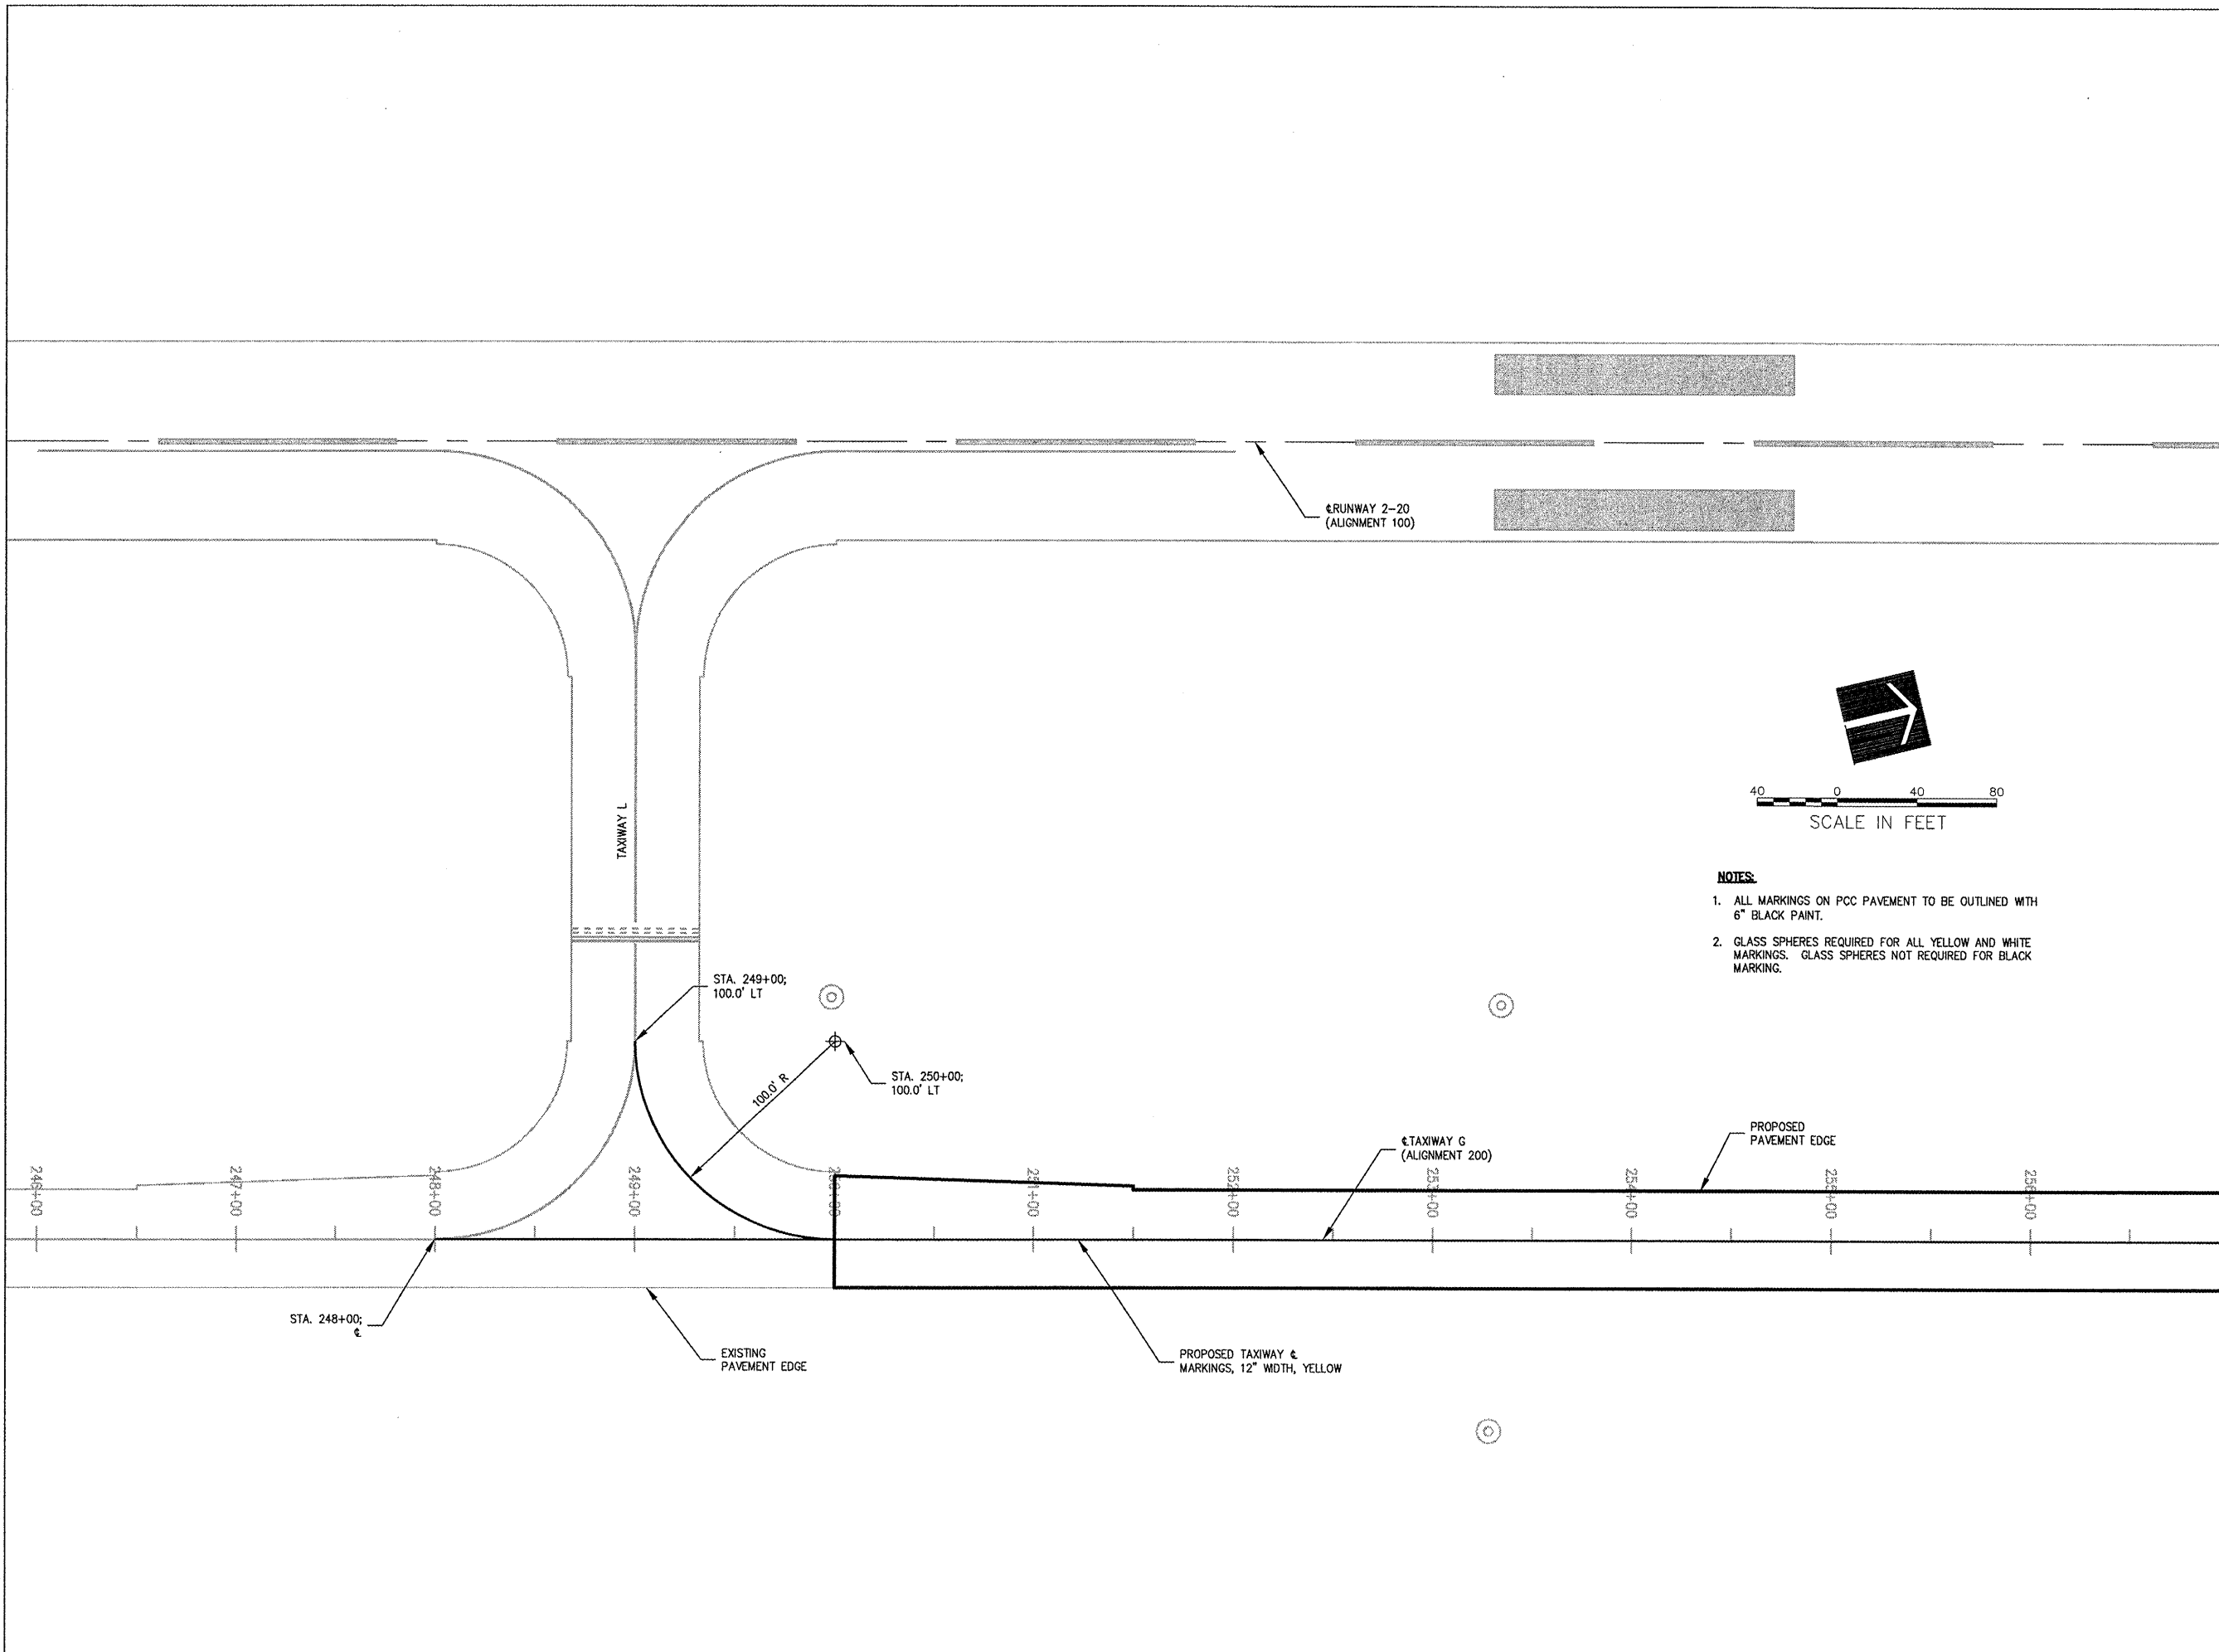 ℄RUNWAY 2-20
(ALIGNMENT 100)
40 0 40 80
SCALE IN FEET
TAXIWAY L
NOTES:
1. ALL MARKINGS ON PCC PAVEMENT TO BE OUTLINED WITH
6" BLACK PAINT.
2. GLASS SPHERES REQUIRED FOR ALL YELLOW AND WHITE
MARKINGS. GLASS SPHERES NOT REQUIRED FOR BLACK
MARKING.
STA. 249+00;
100.0' LT
100.0' R
STA. 250+00;
100.0' LT
℄TAXIWAY G
(ALIGNMENT 200)
PROPOSED
PAVEMENT EDGE
246+00
247+00
248+00
249+00
250+00
251+00
252+00
253+00
254+00
255+00
256+00
STA. 248+00;
℄
EXISTING
PAVEMENT EDGE
PROPOSED TAXIWAY ℄
MARKINGS, 12" WIDTH, YELLOW